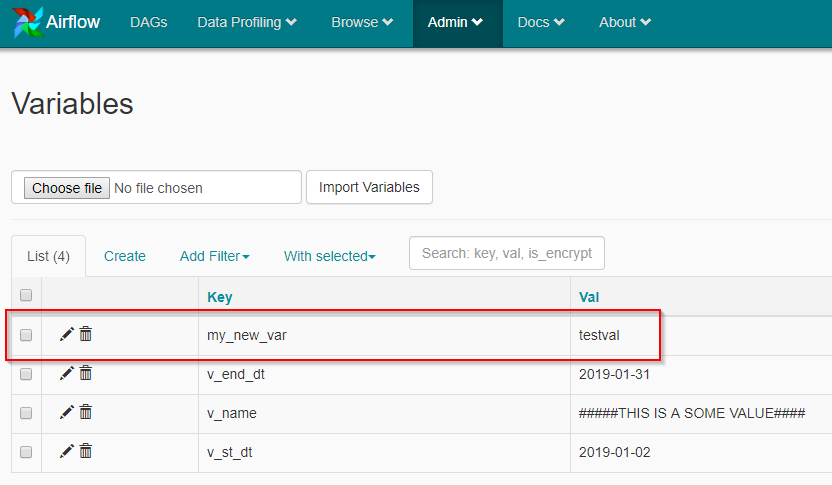 Airflow DAGs Data Profiling Browse Admin Docs About
Variables
Choose file No file chosen Import Variables
List (4) Create Add Filter With selected Search: key, val, is_encrypt
Key Val
my_new_var testval
v_end_dt 2019-01-31
v_name #####THIS IS A SOME VALUE####
v_st_dt 2019-01-02